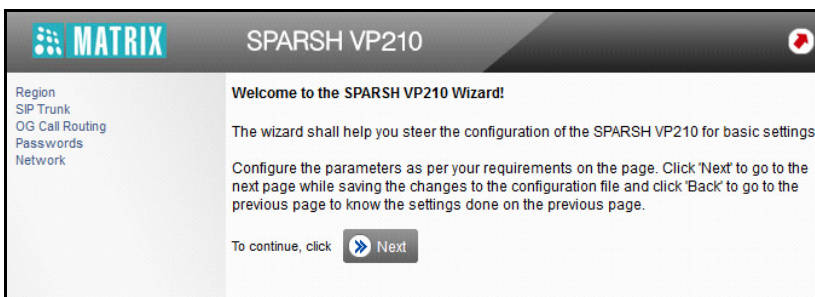 MATRIX SPARSH VP210
Region
SIP Trunk
OG Call Routing
Passwords
Network
Welcome to the SPARSH VP210 Wizard!
The wizard shall help you steer the configuration of the SPARSH VP210 for basic settings
Configure the parameters as per your requirements on the page. Click 'Next' to go to the
next page while saving the changes to the configuration file and click 'Back' to go to the
previous page to know the settings done on the previous page.
To continue, click Next